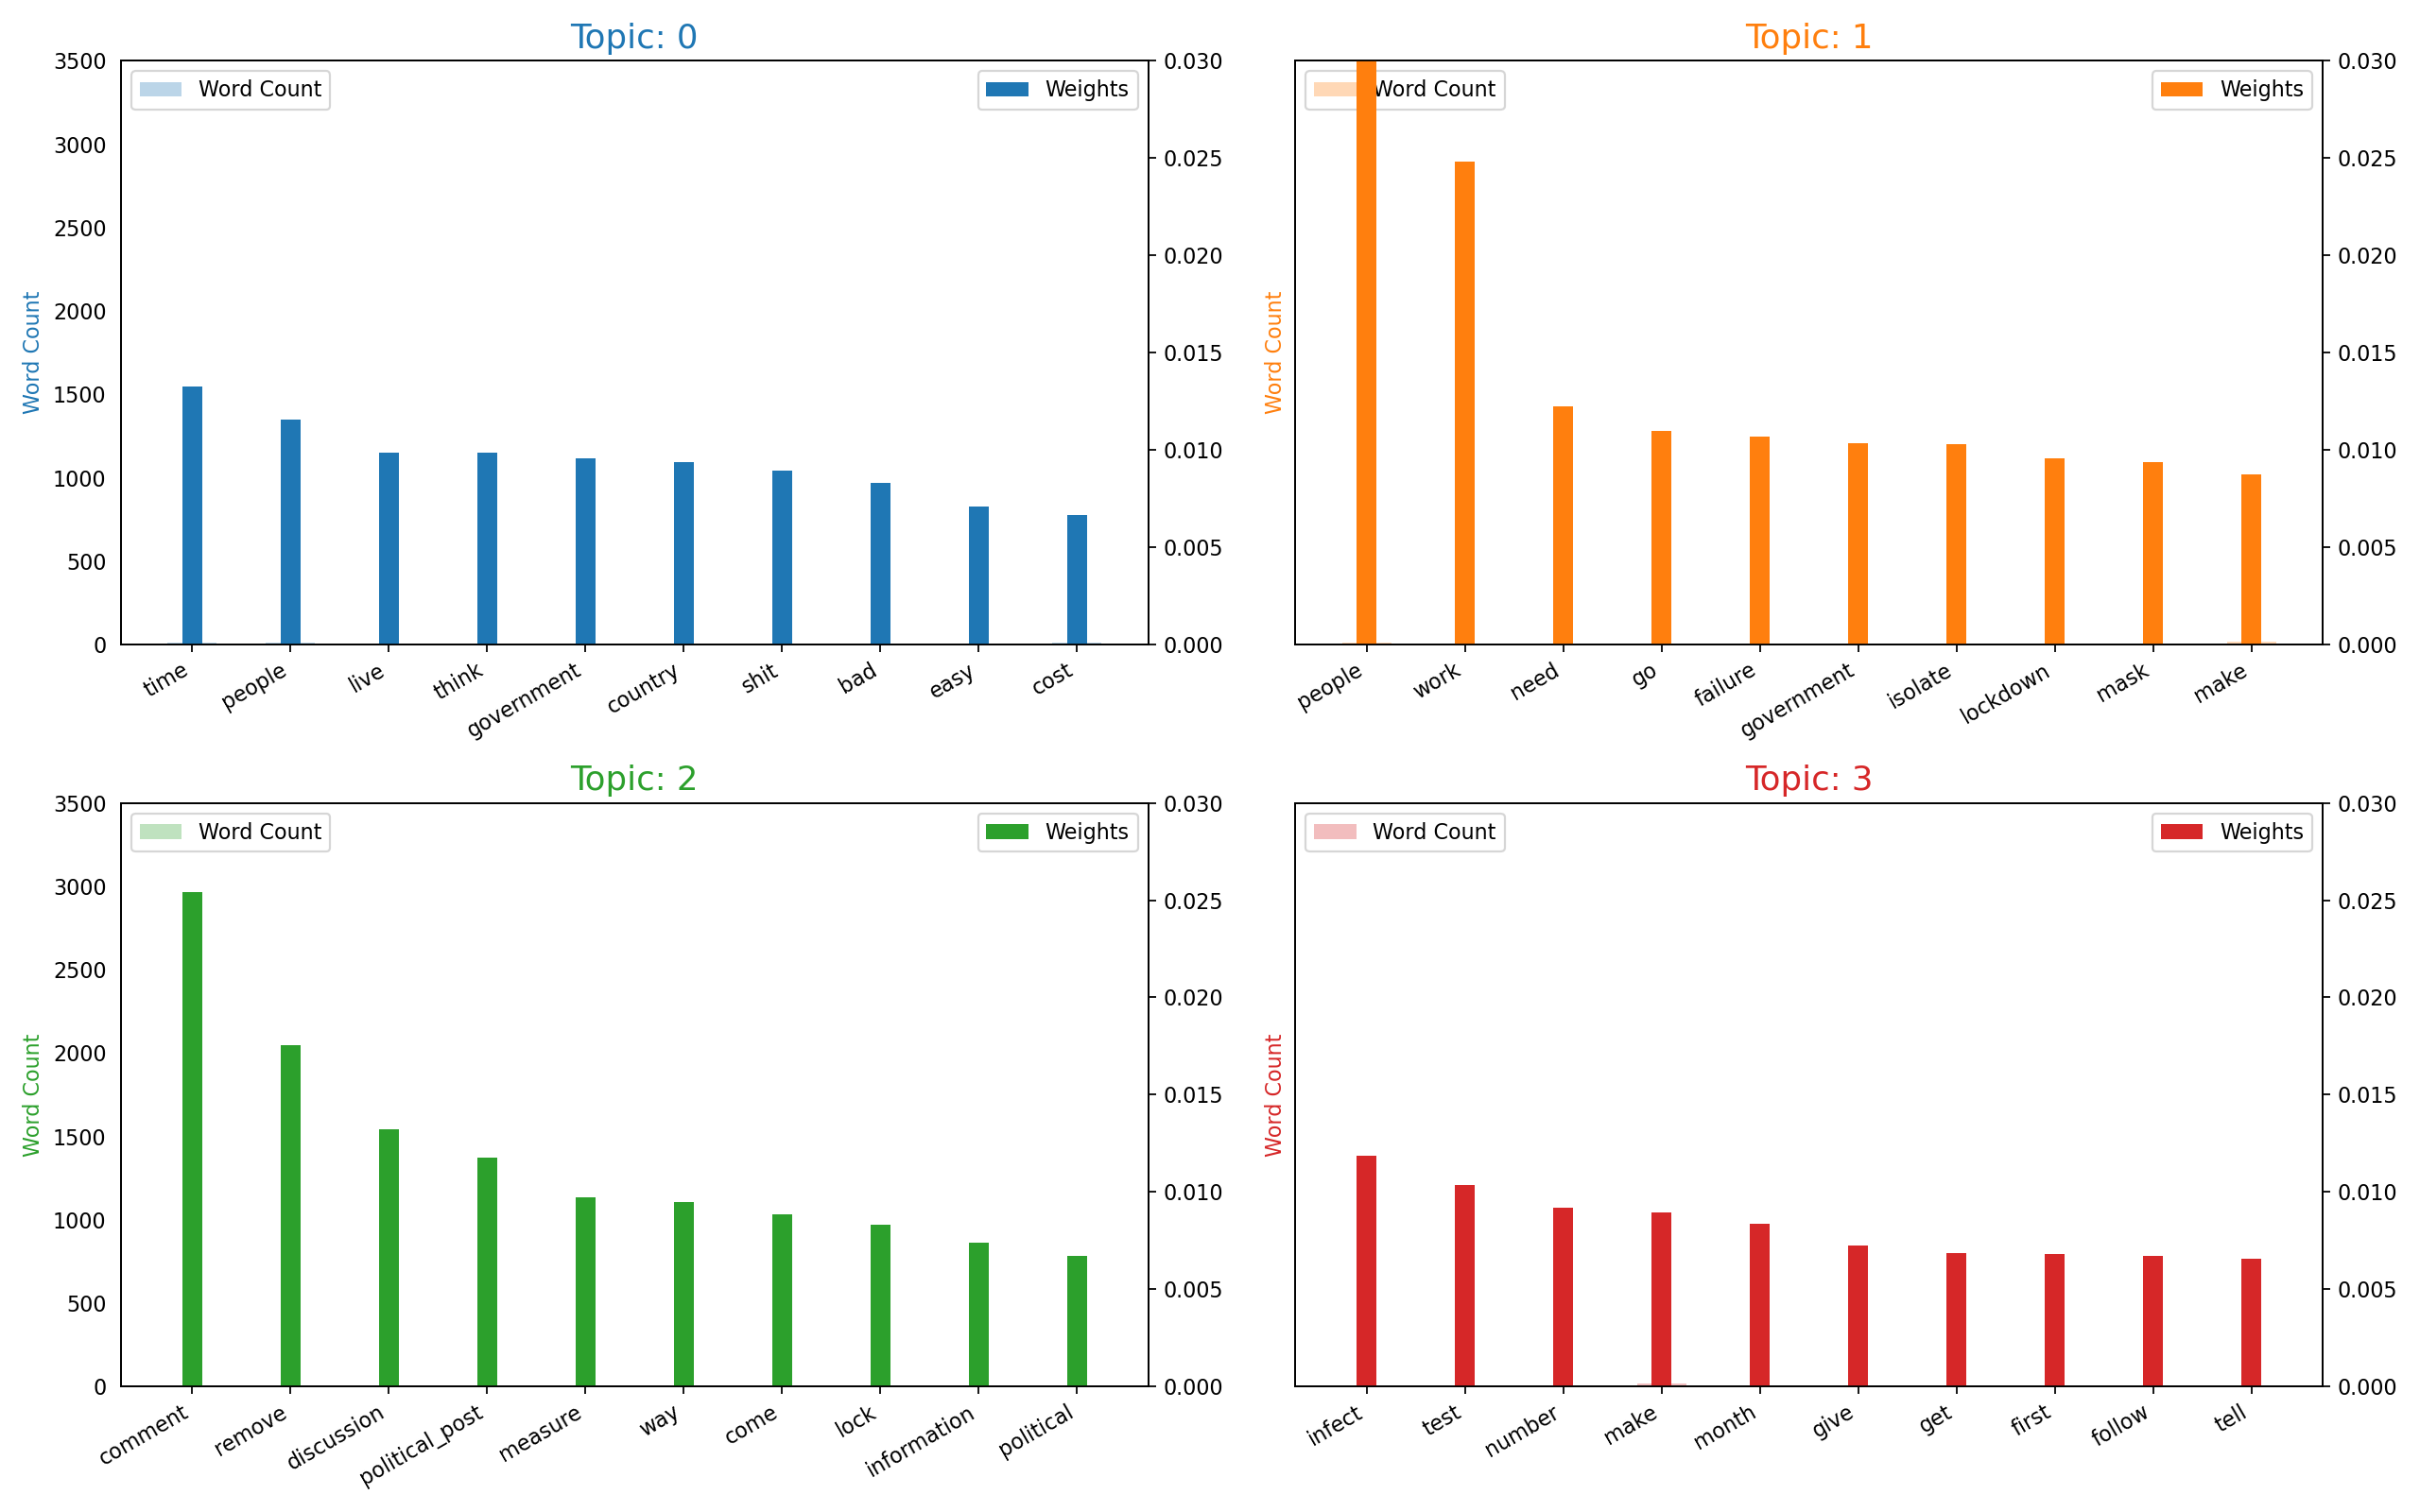 Topic: 0
3500
3000
2500
2000
1500
1000
500
0
Word Count
Word Count
Weights
0.030
0.025
0.020
0.015
0.010
0.005
0.000
time
people
live
think
government
country
shit
bad
easy
cost
Topic: 1
Word Count
Word Count
Weights
0.030
0.025
0.020
0.015
0.010
0.005
0.000
people
work
need
go
failure
government
isolate
lockdown
mask
make
Topic: 2
3500
3000
2500
2000
1500
1000
500
0
Word Count
Word Count
Weights
0.030
0.025
0.020
0.015
0.010
0.005
0.000
comment
remove
discussion
political_post
measure
way
come
lock
information
political
Topic: 3
Word Count
Word Count
Weights
0.030
0.025
0.020
0.015
0.010
0.005
0.000
infect
test
number
make
month
give
get
first
follow
tell